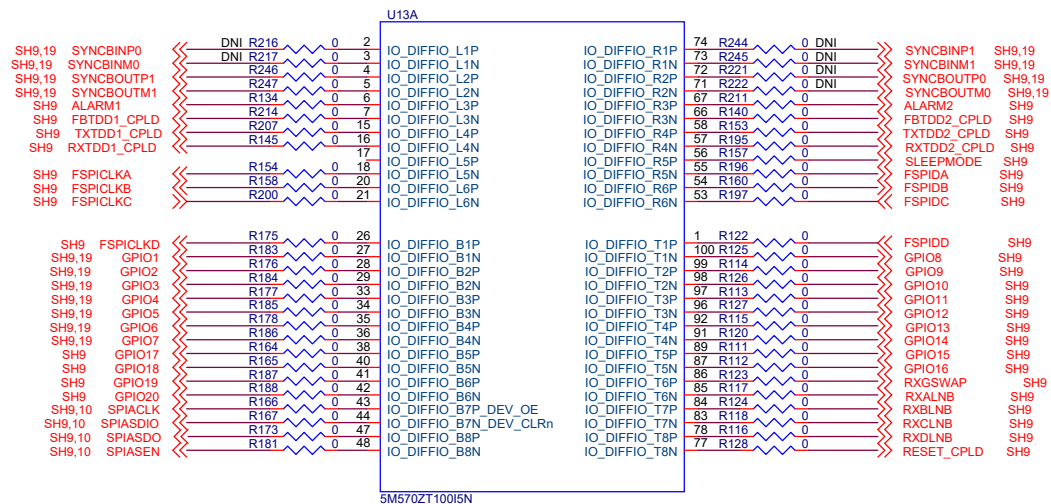 U13A
SH9,19 SYNCBINP0 DNI R216 0 2 IO_DIFFIO_L1P IO_DIFFIO_R1P 74 R244 0 DNI SYNCBINP1 SH9,19
SH9,19 SYNCBINM0 DNI R217 0 3 IO_DIFFIO_L1N IO_DIFFIO_R1N 73 R245 0 DNI SYNCBINM1 SH9,19
SH9,19 SYNCBOUTP1 R246 0 4 IO_DIFFIO_L2P IO_DIFFIO_R2P 72 R221 0 DNI SYNCBOUTP0 SH9,19
SH9,19 SYNCBOUTM1 R247 0 5 IO_DIFFIO_L2N IO_DIFFIO_R2N 71 R222 0 DNI SYNCBOUTM0 SH9,19
SH9 ALARM1 R134 0 6 IO_DIFFIO_L3P IO_DIFFIO_R3P 67 R211 0 ALARM2 SH9
SH9 FBTDD1_CPLD R214 0 7 IO_DIFFIO_L3N IO_DIFFIO_R3N 66 R140 0 FBTDD2_CPLD SH9
SH9 TXTDD1_CPLD R207 0 15 IO_DIFFIO_L4P IO_DIFFIO_R4P 58 R153 0 TXTDD2_CPLD SH9
SH9 RXTDD1_CPLD R145 0 16 IO_DIFFIO_L4N IO_DIFFIO_R4N 57 R195 0 RXTDD2_CPLD SH9
17 IO_DIFFIO_L5P IO_DIFFIO_R5P 56 R157 0 SLEEPMODE SH9
SH9 FSPICLKA R154 0 18 IO_DIFFIO_L5N IO_DIFFIO_R5N 55 R196 0 FSPIDA SH9
SH9 FSPICLKB R158 0 20 IO_DIFFIO_L6P IO_DIFFIO_R6P 54 R160 0 FSPIDB SH9
SH9 FSPICLKC R200 0 21 IO_DIFFIO_L6N IO_DIFFIO_R6N 53 R197 0 FSPIDC SH9
SH9 FSPICLKD R175 0 26 IO_DIFFIO_B1P IO_DIFFIO_T1P 1 R122 0 FSPIDD SH9
SH9,19 GPIO1 R183 0 27 IO_DIFFIO_B1N IO_DIFFIO_T1N 100 R125 0 GPIO8 SH9
SH9,19 GPIO2 R176 0 28 IO_DIFFIO_B2P IO_DIFFIO_T2P 99 R114 0 GPIO9 SH9
SH9,19 GPIO3 R184 0 29 IO_DIFFIO_B2N IO_DIFFIO_T2N 98 R126 0 GPIO10 SH9
SH9,19 GPIO4 R177 0 33 IO_DIFFIO_B3P IO_DIFFIO_T3P 97 R113 0 GPIO11 SH9
SH9,19 GPIO5 R185 0 34 IO_DIFFIO_B3N IO_DIFFIO_T3N 96 R127 0 GPIO12 SH9
SH9,19 GPIO6 R178 0 35 IO_DIFFIO_B4P IO_DIFFIO_T4P 92 R115 0 GPIO13 SH9
SH9,19 GPIO7 R186 0 36 IO_DIFFIO_B4N IO_DIFFIO_T4N 91 R120 0 GPIO14 SH9
SH9 GPIO17 R164 0 38 IO_DIFFIO_B5P IO_DIFFIO_T5P 89 R111 0 GPIO15 SH9
SH9 GPIO18 R165 0 40 IO_DIFFIO_B5N IO_DIFFIO_T5N 87 R112 0 GPIO16 SH9
SH9 GPIO19 R187 0 41 IO_DIFFIO_B6P IO_DIFFIO_T6P 86 R123 0 RXGSWAP SH9
SH9 GPIO20 R188 0 42 IO_DIFFIO_B6N IO_DIFFIO_T6N 85 R117 0 RXALNB SH9
SH9,10 SPIACLK R166 0 43 IO_DIFFIO_B7P_DEV_OE IO_DIFFIO_T7P 84 R124 0 RXBLNB SH9
SH9,10 SPIASDIO R167 0 44 IO_DIFFIO_B7N_DEV_CLRn IO_DIFFIO_T7N 83 R118 0 RXCLNB SH9
SH9,10 SPIASDO R173 0 47 IO_DIFFIO_B8P IO_DIFFIO_T8P 78 R116 0 RXDLNB SH9
SH9,10 SPIASEN R181 0 48 IO_DIFFIO_B8N IO_DIFFIO_T8N 77 R128 0 RESET_CPLD SH9
5M570ZT100I5N